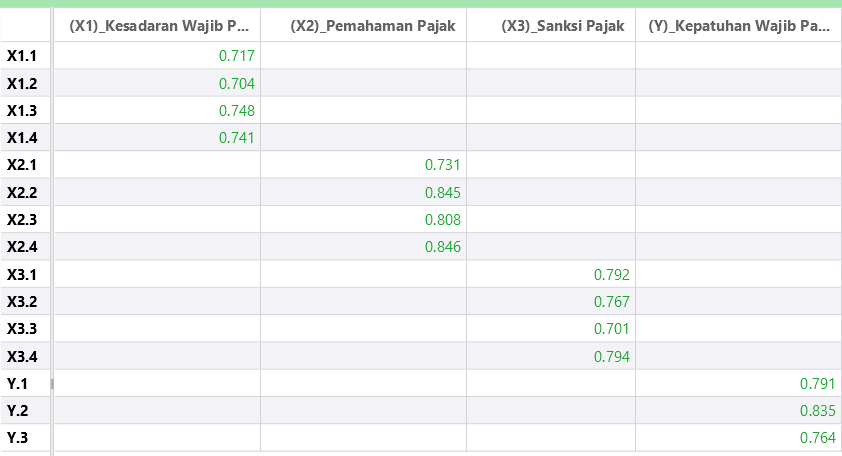 (X1)_Kesadaran Wajib P... (X2)_Pemahaman Pajak (X3)_Sanksi Pajak (Y)_Kepatuhan Wajib Pa...
X1.1 0.717
X1.2 0.704
X1.3 0.748
X1.4 0.741
X2.1 0.731
X2.2 0.845
X2.3 0.808
X2.4 0.846
X3.1 0.792
X3.2 0.767
X3.3 0.701
X3.4 0.794
Y.1 0.791
Y.2 0.835
Y.3 0.764